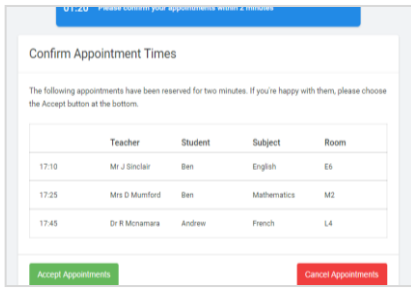 01:20 Please confirm your appointments within 2 minutes
Confirm Appointment Times
The following appointments have been reserved for two minutes. If you're happy with them, please choose
the Accept button at the bottom.
Teacher Student Subject Room
17:10 Mr J Sinclair Ben English E6
17:25 Mrs D Mumford Ben Mathematics M2
17:45 Dr R Mcnamara Andrew French L4
Accept Appointments Cancel Appointments